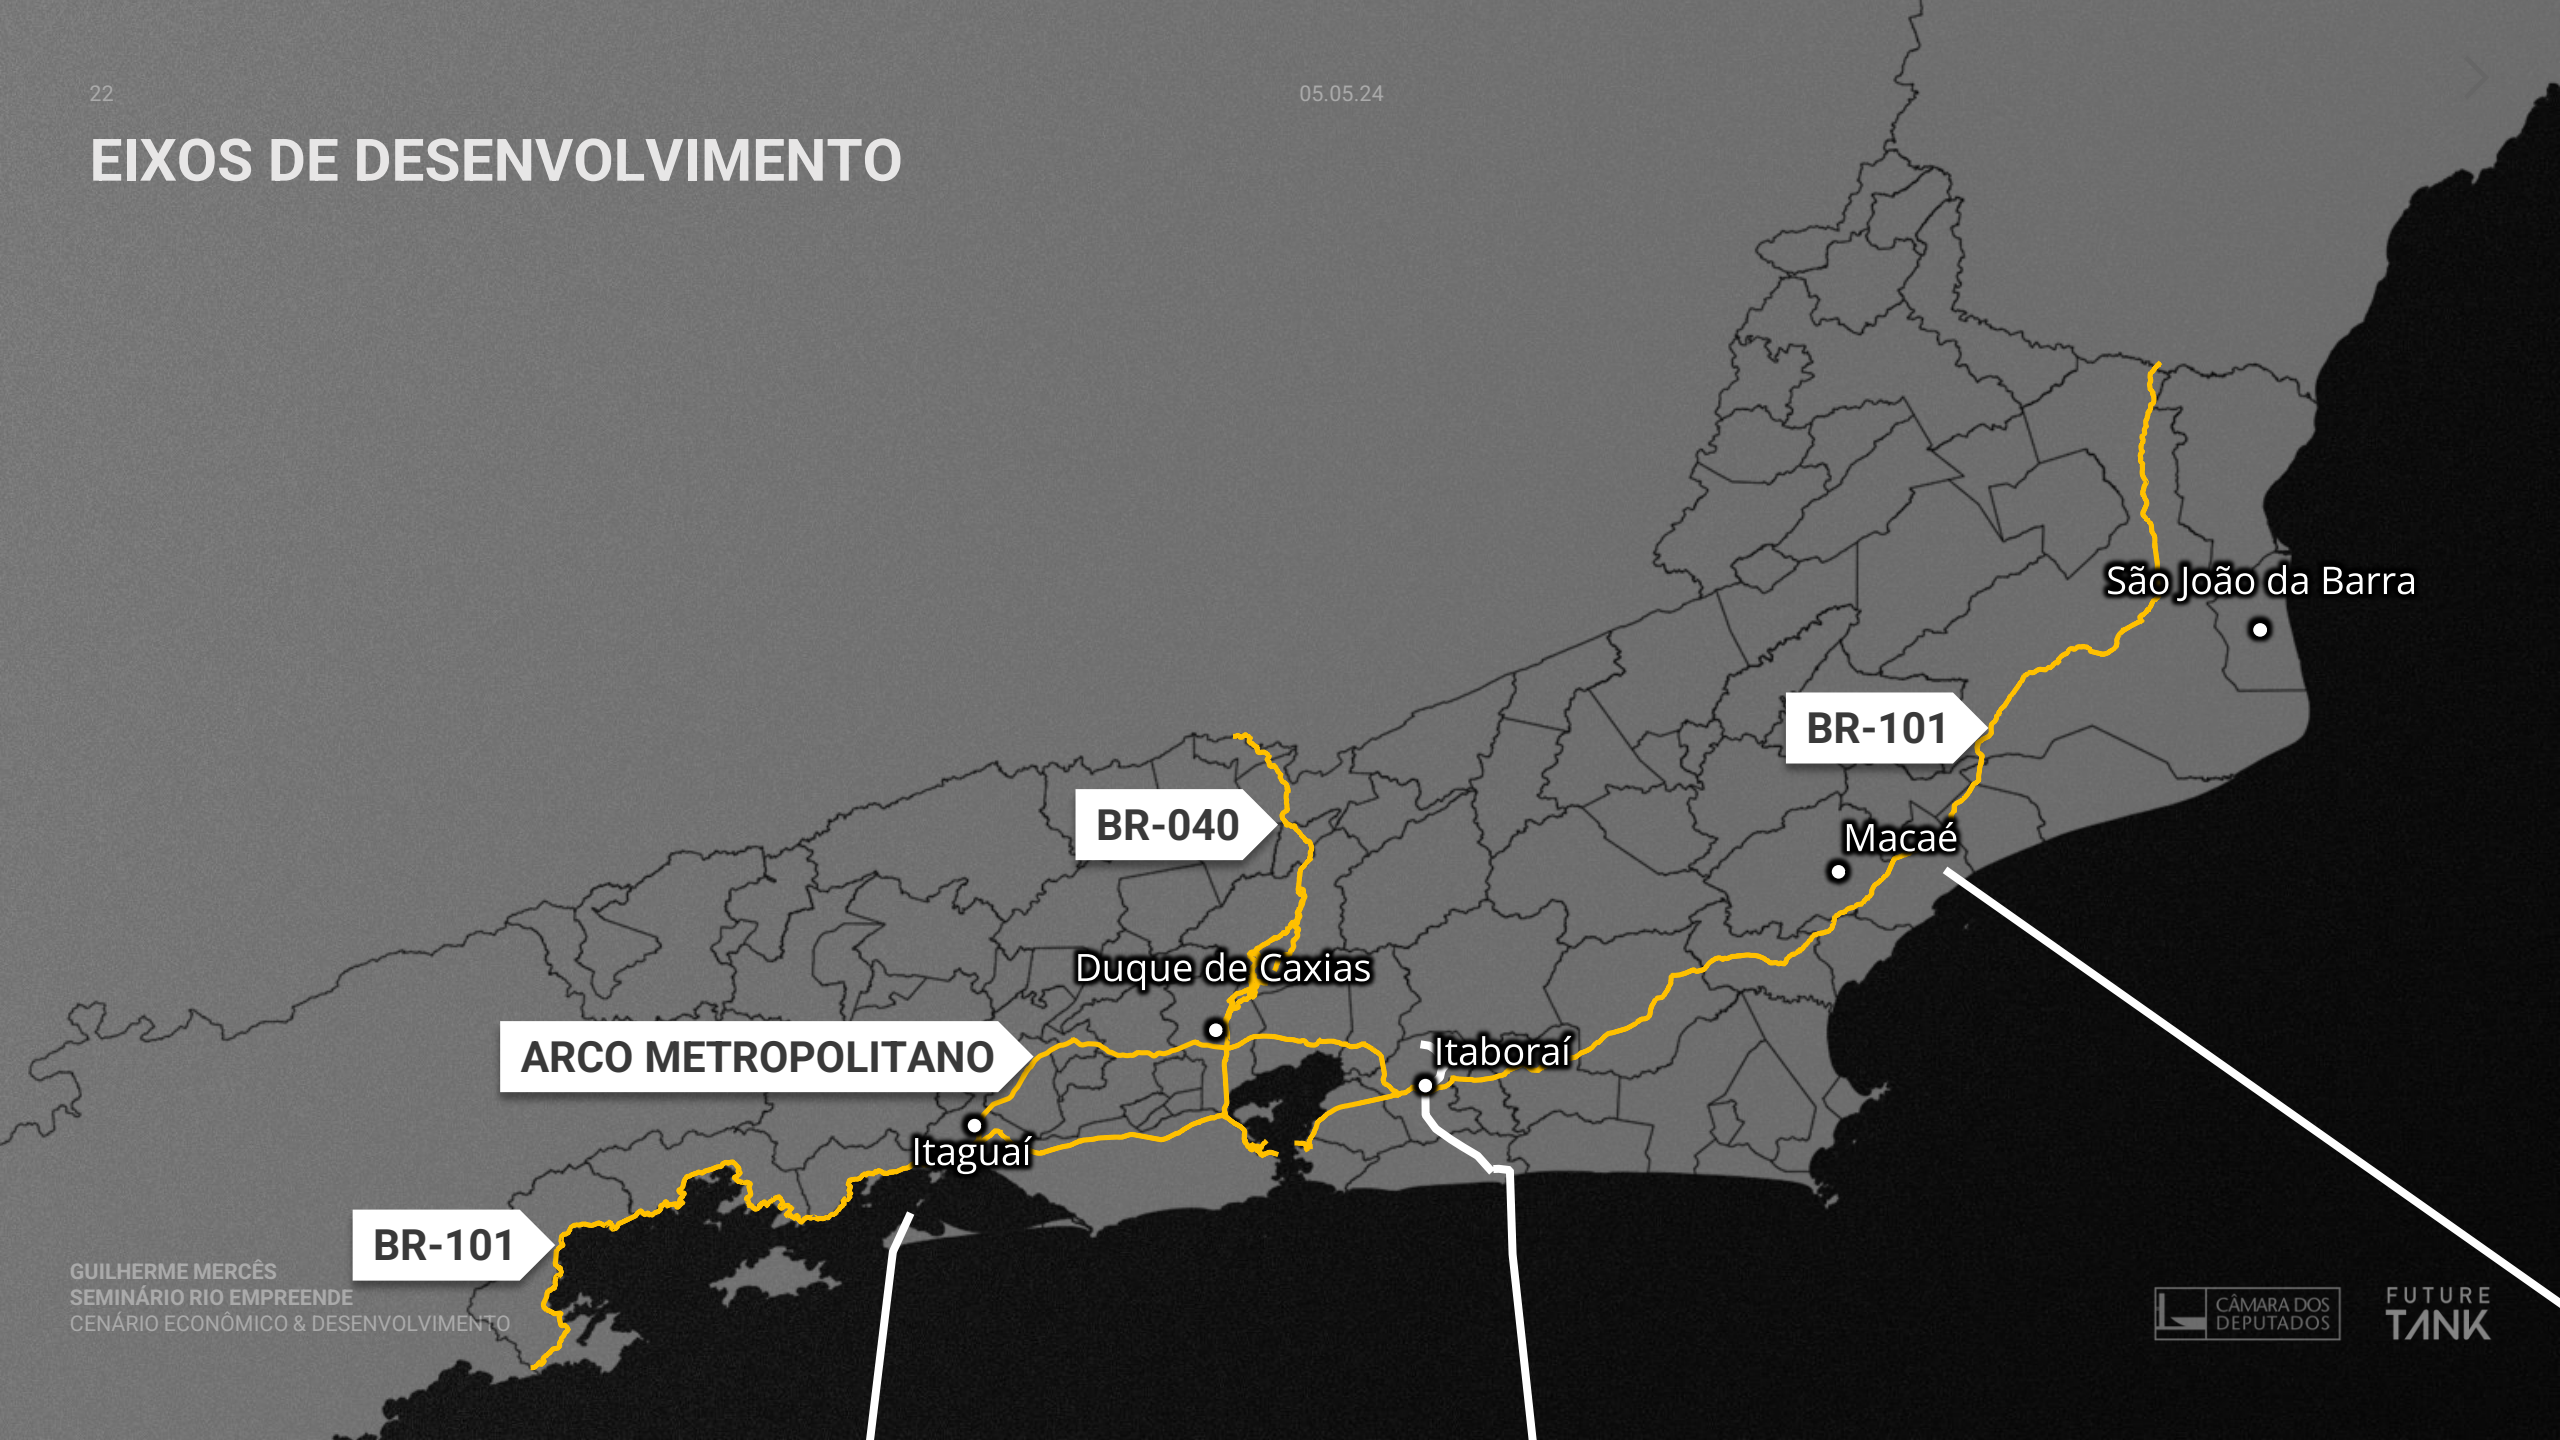 22
05.05.24
EIXOS DE DESENVOLVIMENTO
São João da Barra
BR-101
BR-040
Macaé
Duque de Caxias
ARCO METROPOLITANO
Itaboraí
Itaguaí
BR-101
GUILHERME MERCÊS
SEMINÁRIO RIO EMPREENDE
CENÁRIO ECONÔMICO & DESENVOLVIMENTO
CÂMARA DOS
DEPUTADOS
FUTURE
TANK